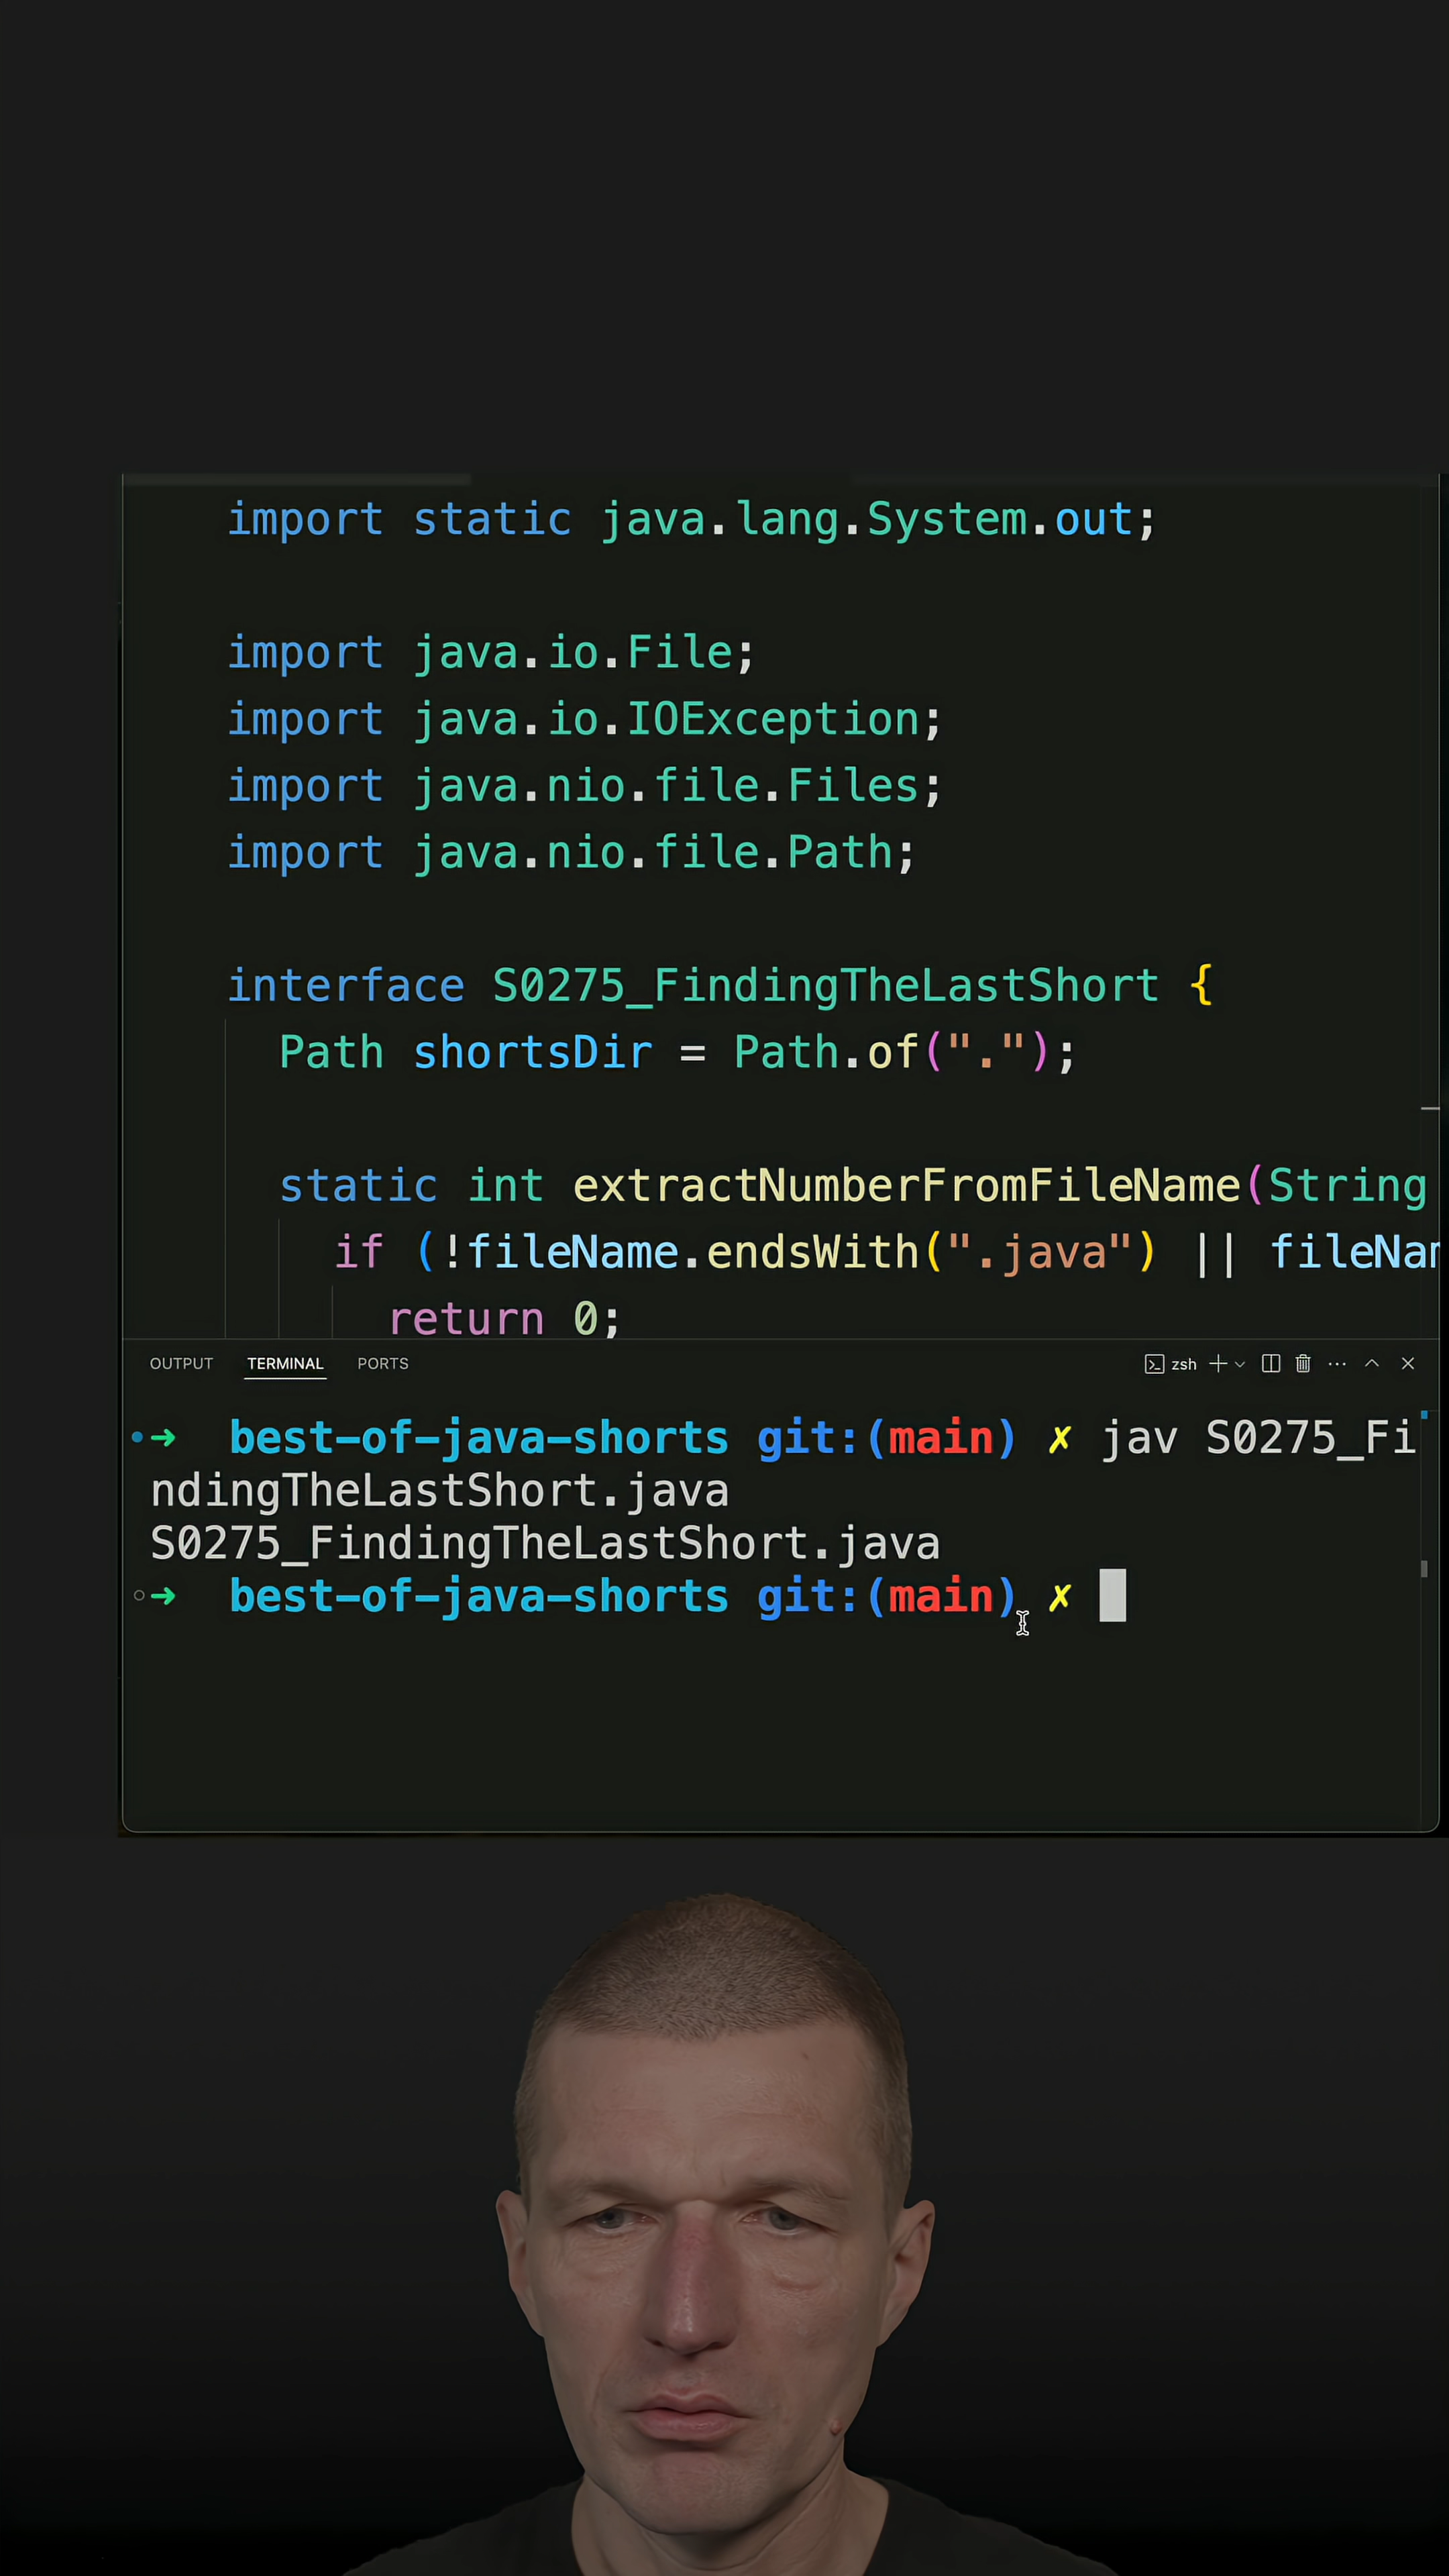 import static java.lang.System.out;
import java.io.File;
import java.io.IOException;
import java.nio.file.Files;
import java.nio.file.Path;
interface S0275_FindingTheLastShort {
Path shortsDir = Path.of(".");
static int extractNumberFromFileName(String
if (!fileName.endsWith(".java") || fileNam
return 0;
OUTPUT TERMINAL PORTS zsh
➜ best-of-java-shorts git:(main) ✗ jav S0275_Fi
ndingTheLastShort.java
S0275_FindingTheLastShort.java
➜ best-of-java-shorts git:(main) ✗